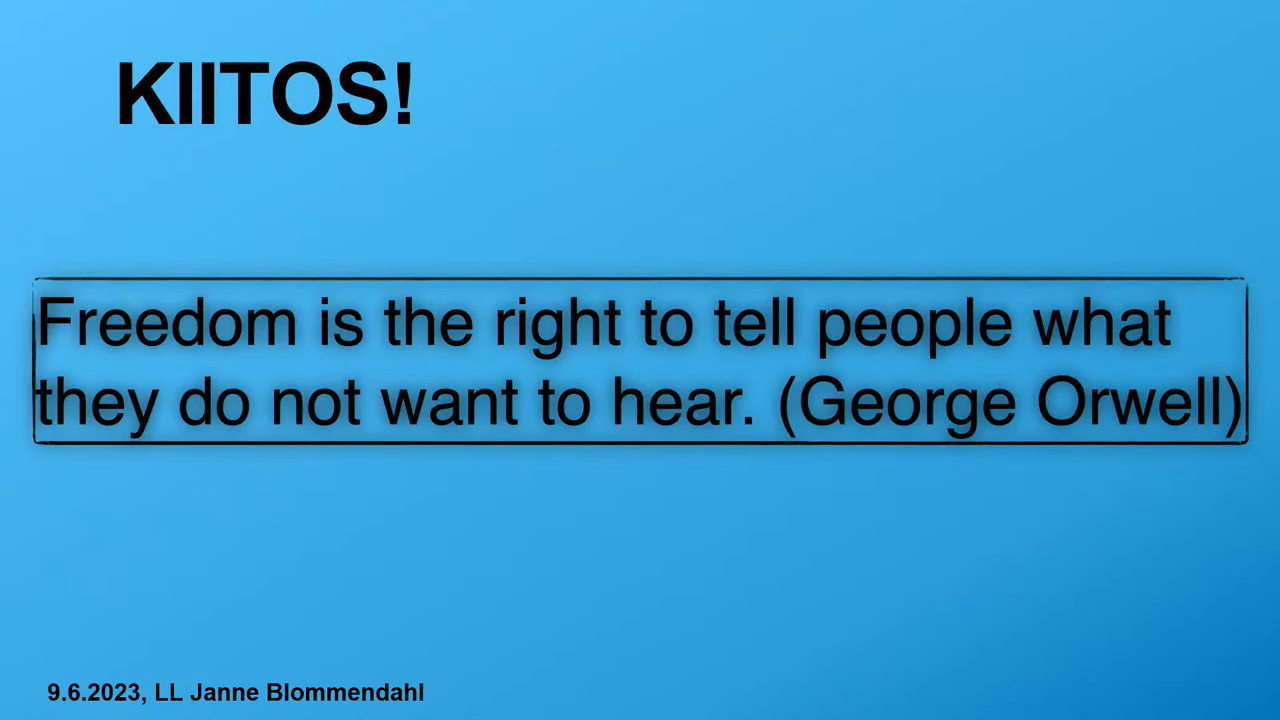 KIITOS!
Freedom is the right to tell people what
they do not want to hear. (George Orwell)
9.6.2023, LL Janne Blommendahl